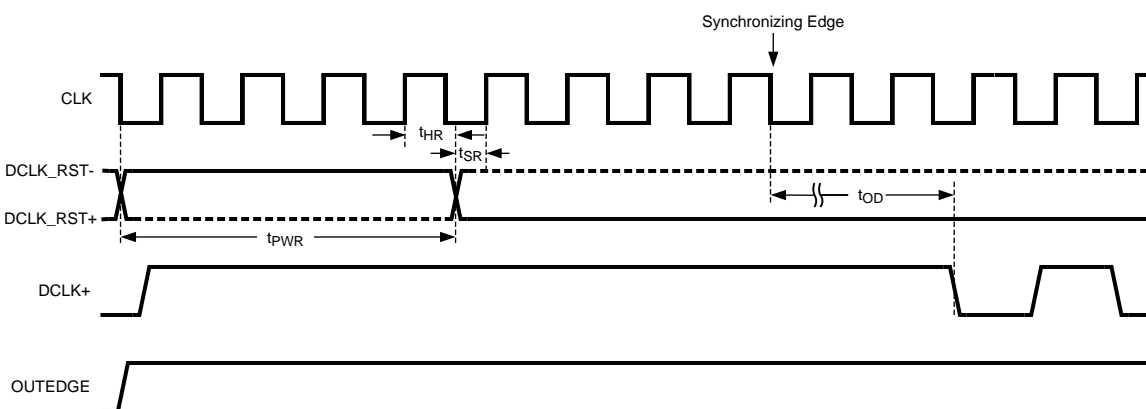 Synchronizing Edge
CLK
tHR
tSR
DCLK_RST-
tOD
DCLK_RST+
tPWR
DCLK+
OUTEDGE